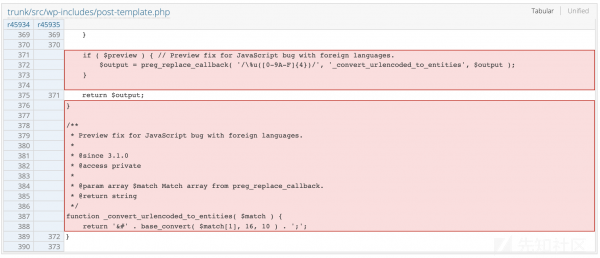 trunk/src/wp-includes/post-template.php
Tabular Unified
r45934 r45935
369 369 }
370 370
371 if ( $preview ) { // Preview fix for JavaScript bug with foreign languages.
372 $output = preg_replace_callback( '/\%u([0-9A-F]{4})/', '_convert_urlencoded_to_entities', $output );
373 }
374
375 371 return $output;
376 }
377
378 /**
379 * Preview fix for JavaScript bug with foreign languages.
380 *
381 * @since 3.1.0
382 * @access private
383 *
384 * @param array $match Match array from preg_replace_callback.
385 * @return string
386 */
387 function _convert_urlencoded_to_entities( $match ) {
388 return '&#' . base_convert( $match[1], 16, 10 ) . ';';
389 372 }
390 373
先知社区